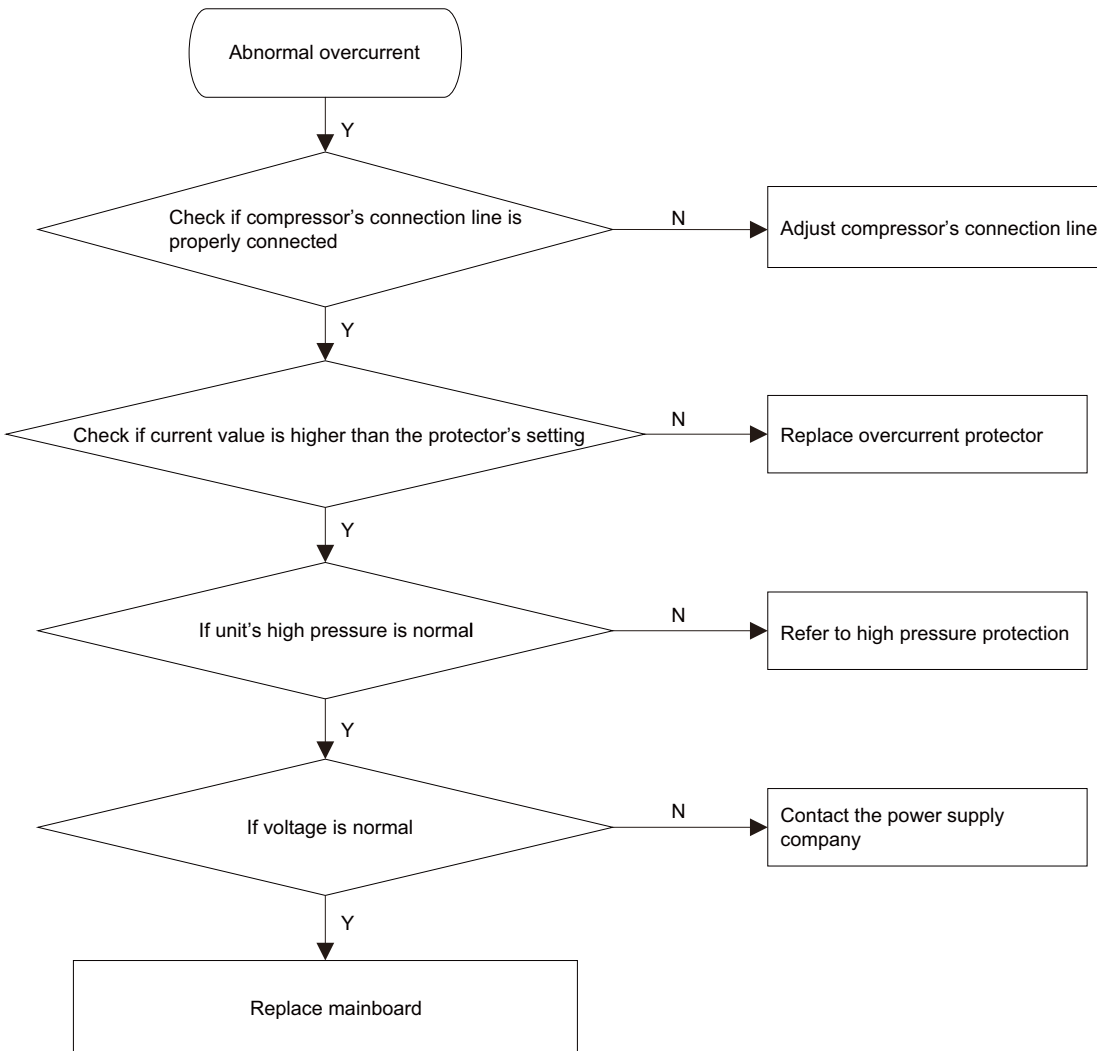 Abnormal overcurrent
Y
Check if compressor's connection line is
properly connected
N
Adjust compressor's connection line
Y
Check if current value is higher than the protector's setting
N
Replace overcurrent protector
Y
If unit's high pressure is normal
N
Refer to high pressure protection
Y
If voltage is normal
N
Contact the power supply
company
Y
Replace mainboard